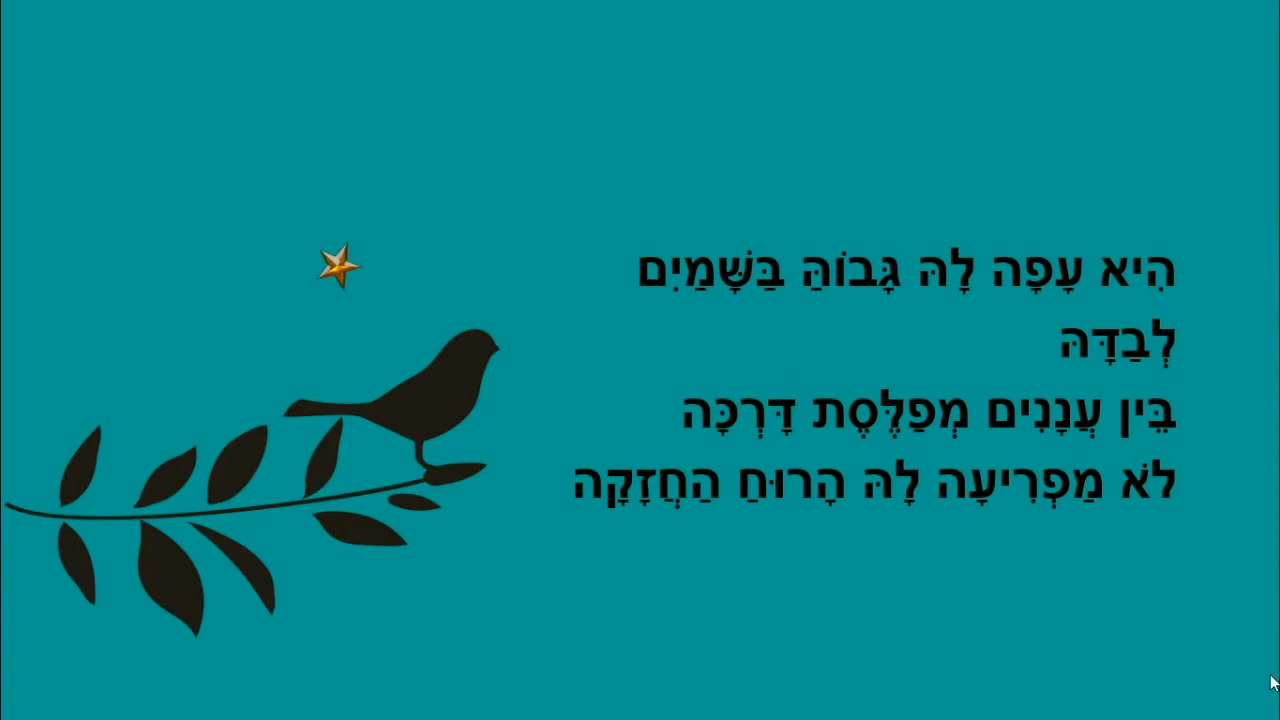 הִיא עָפָה לָהּ גָּבוֹהַּ בַּשָּׁמַיִם
לְבַדָּהּ
בֵּין עֲנָנִים מְפַלֶּסֶת דָּרְכָּהּ
לֹא מַפְרִיעָה לָהּ הָרוּחַ הַחֲזָקָה